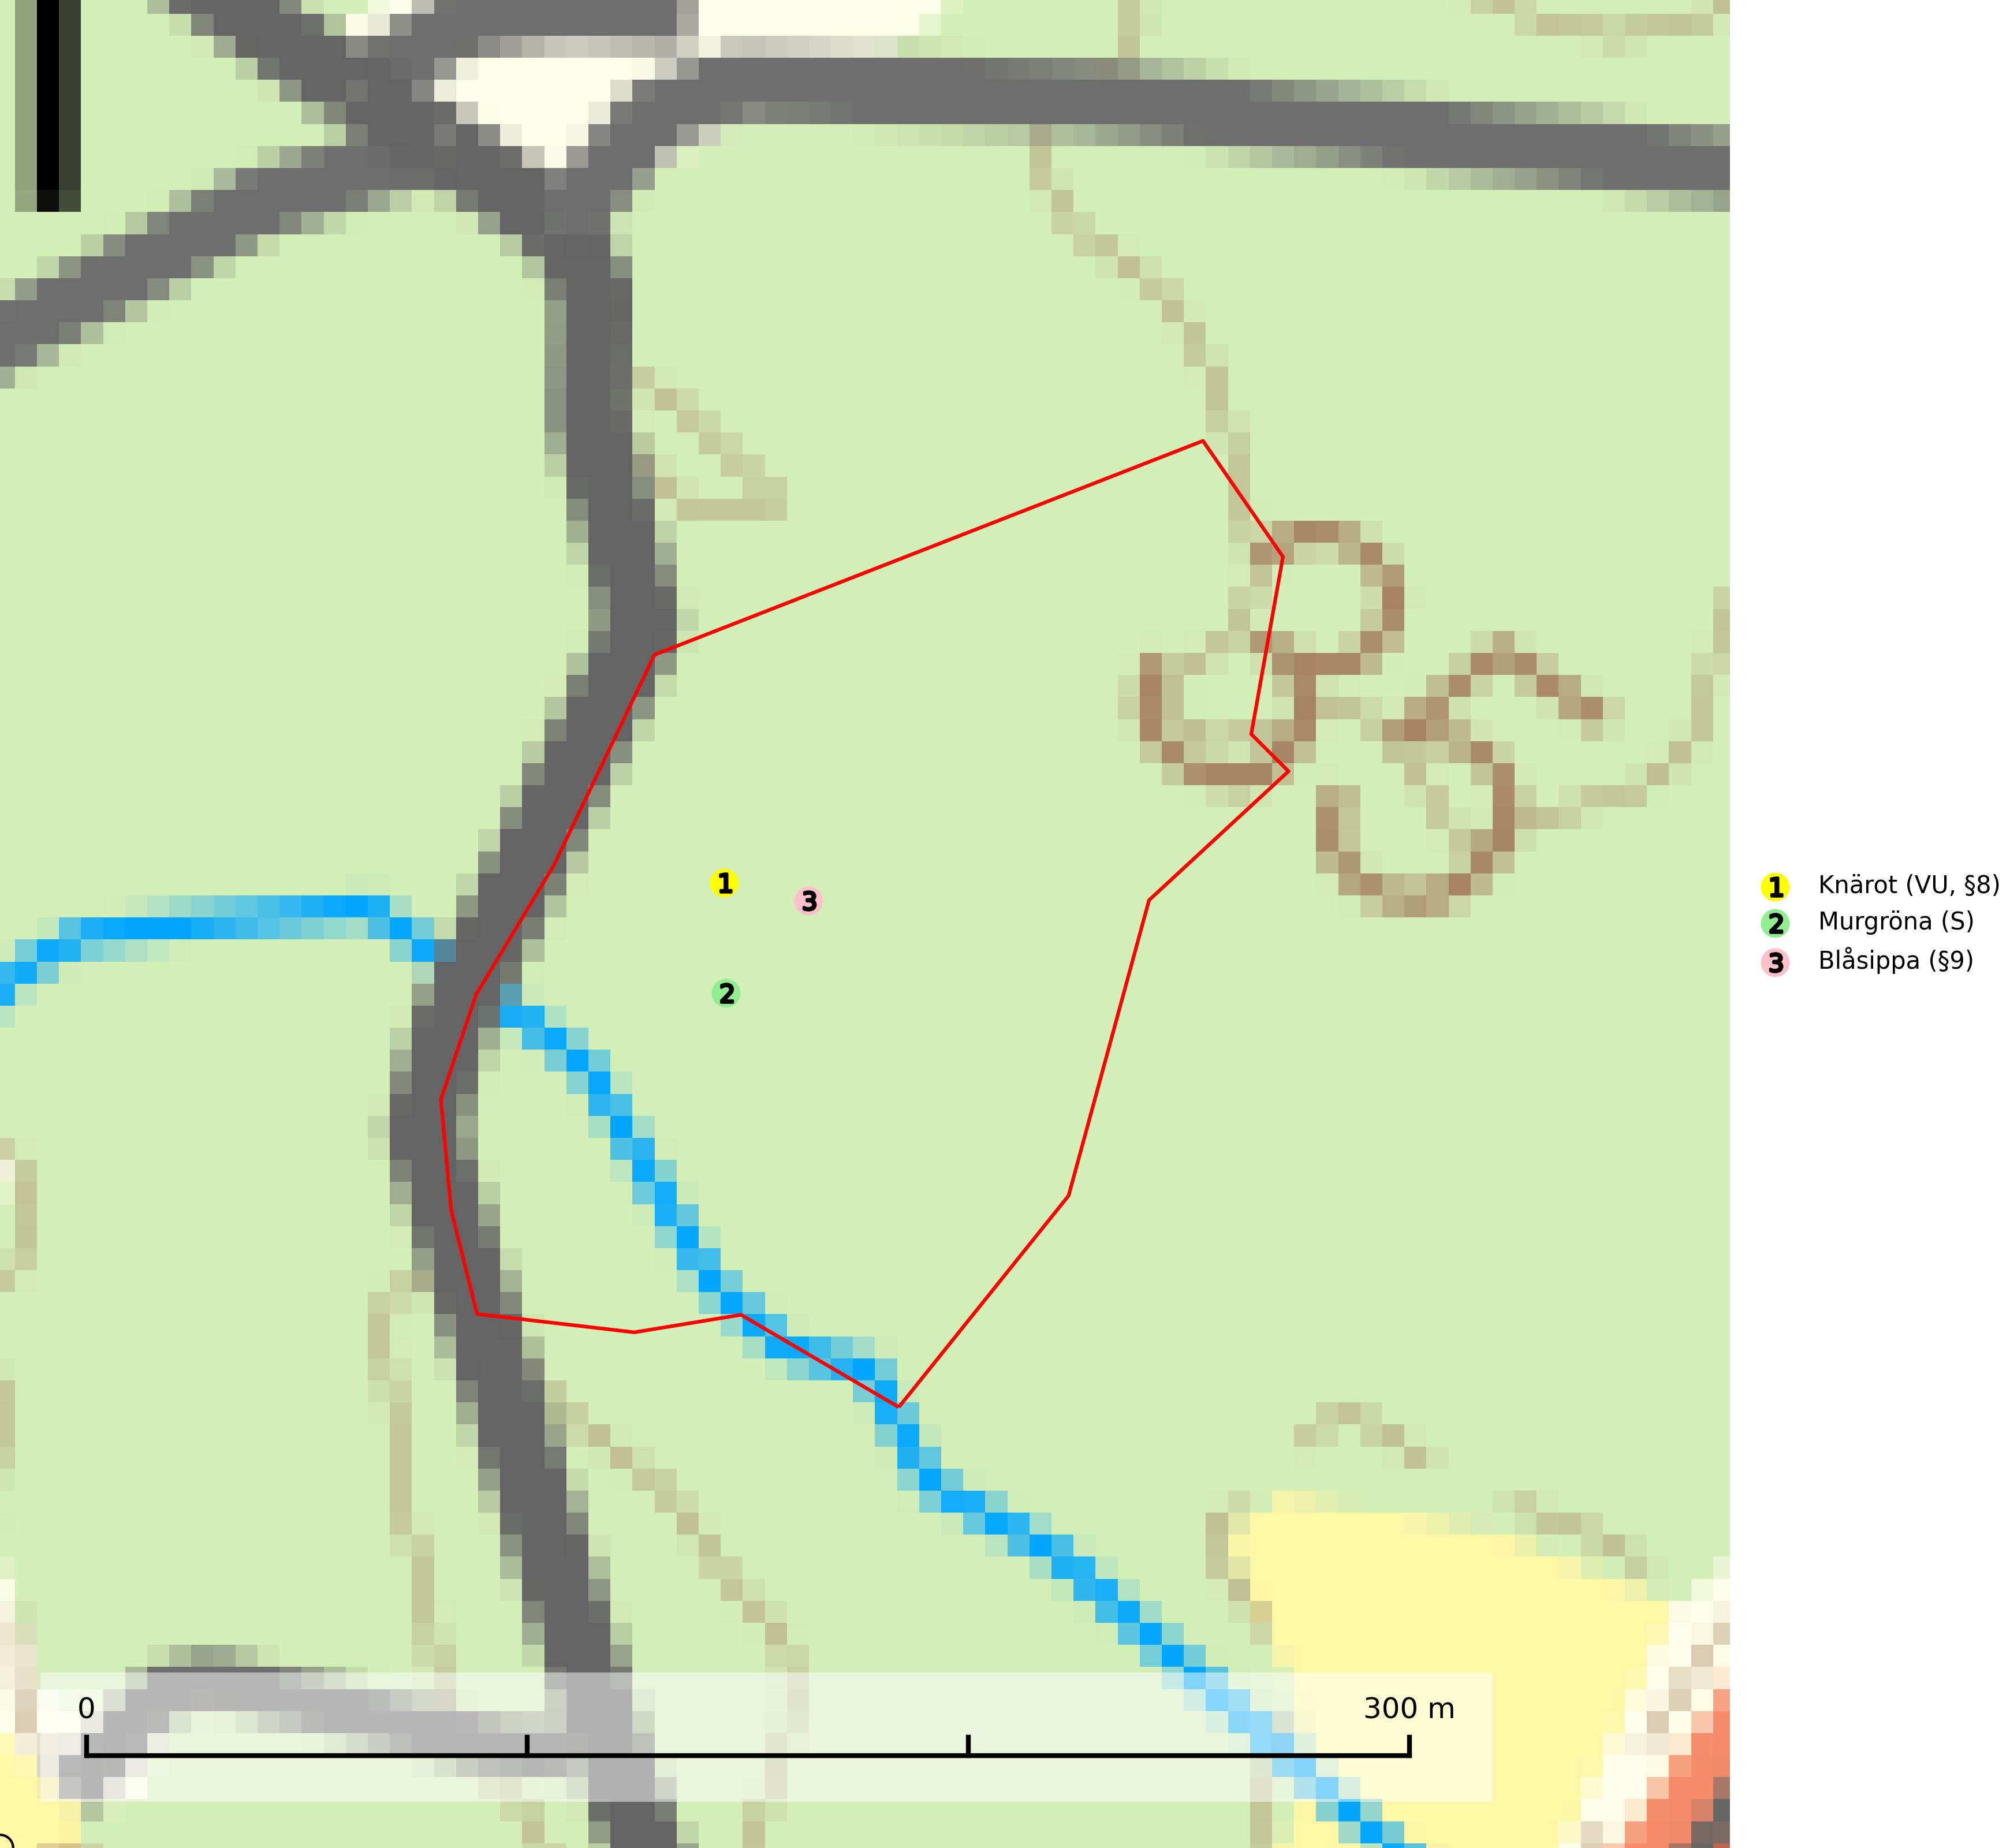 1
3
2
1 Knärot (VU, §8)
2 Murgröna (S)
3 Blåsippa (§9)
0 300 m